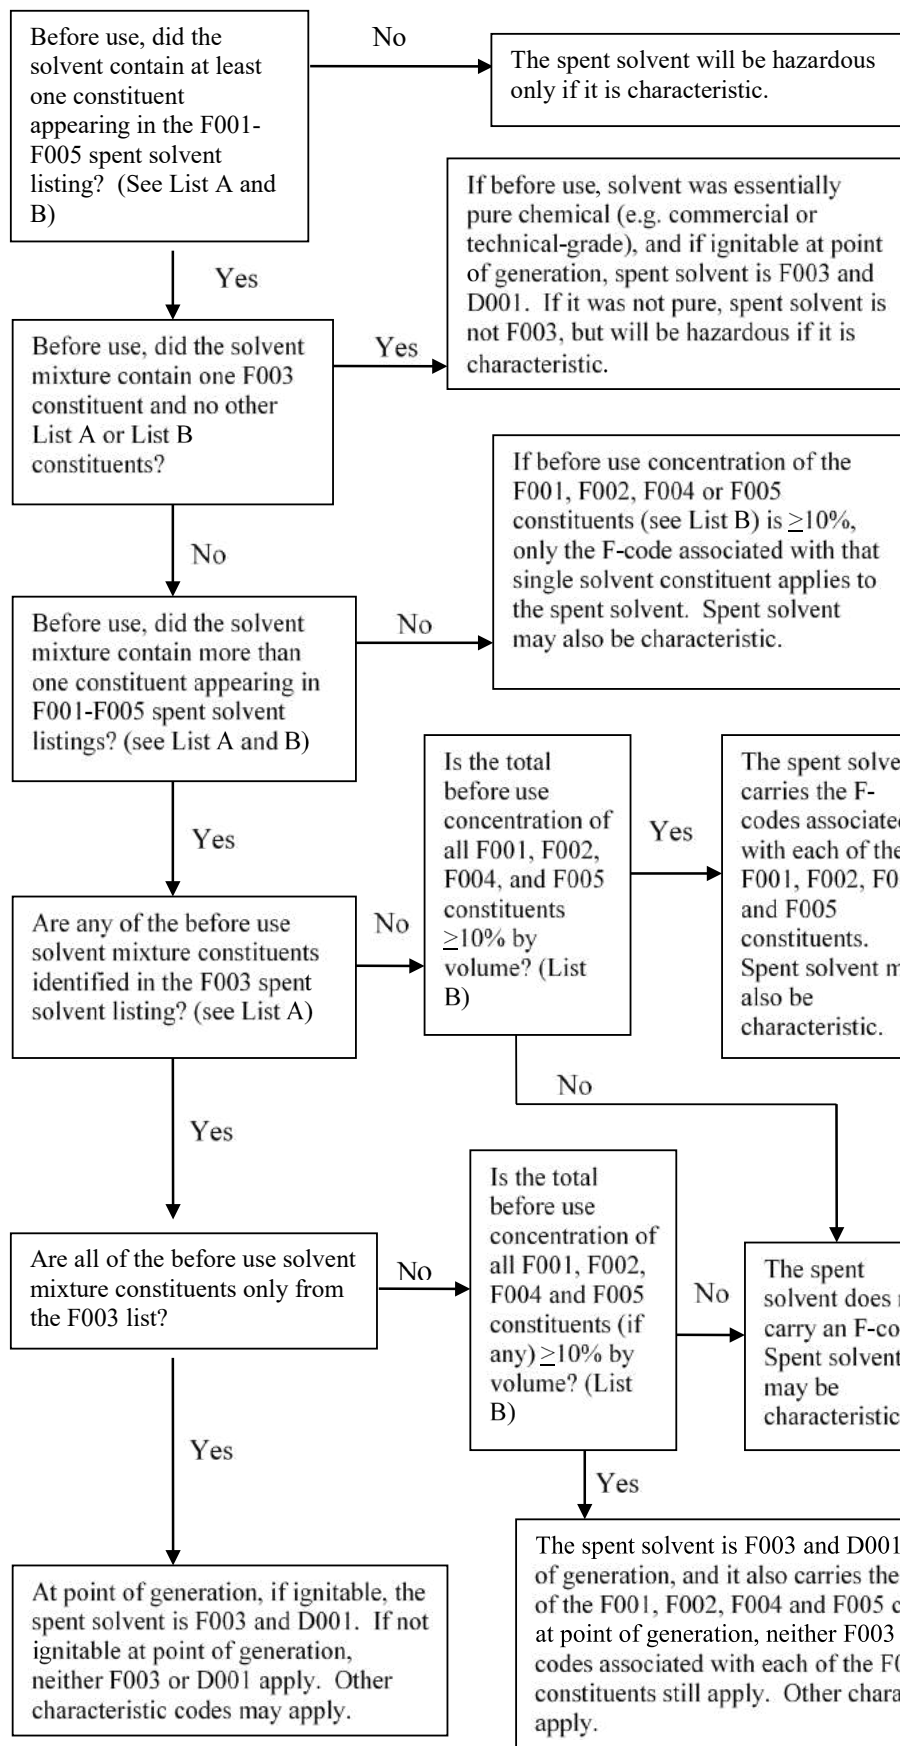 Before use, did the
solvent contain at least
one constituent
appearing in the F001-
F005 spent solvent
listing? (See List A and
B)
No
The spent solvent will be hazardous
only if it is characteristic.
Yes
If before use, solvent was essentially
pure chemical (e.g. commercial or
technical-grade), and if ignitable at point
of generation, spent solvent is F003 and
D001. If it was not pure, spent solvent is
not F003, but will be hazardous if it is
characteristic.
Before use, did the solvent
mixture contain one F003
constituent and no other
List A or List B
constituents?
Yes
No
If before use concentration of the
F001, F002, F004 or F005
constituents (see List B) is ≥10%,
only the F-code associated with that
single solvent constituent applies to
the spent solvent. Spent solvent
may also be characteristic.
Before use, did the solvent
mixture contain more than
one constituent appearing in
F001-F005 spent solvent
listings? (see List A and B)
No
Yes
Is the total
before use
concentration of
all F001, F002,
F004, and F005
constituents
≥10% by
volume? (List
B)
Yes
The spent
carries the F-
codes associated
with each of the
F001, F002,
and F005
constituents.
Spent solvent
also be
characteristic.
Are any of the before use
solvent mixture constituents
identified in the F003 spent
solvent listing? (see List A)
No
No
Yes
Is the total
before use
concentration of
all F001, F002,
F004 and F005
constituents (if
any) ≥10% by
volume? (List
B)
No
The spent
solvent does
carry an
Spent solvent
may be
characteristic
Are all of the before use solvent
mixture constituents only from
the F003 list?
No
Yes
Yes
At point of generation, if ignitable, the
spent solvent is F003 and D001. If not
ignitable at point of generation,
neither F003 or D001 apply. Other
characteristic codes may apply.
The spent solvent is F003 and D001
of generation, and it also carries the
of the F001, F002, F004 and F005
at point of generation, neither F003
codes associated with each of the
constituents still apply. Other
apply.